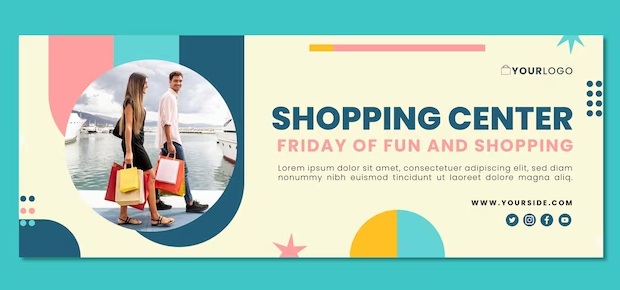 YOURLOGO
SHOPPING CENTER
FRIDAY OF FUN AND SHOPPING
Lorem ipsum dolor sit amet, consectetuer adipiscing elit, sed diam
nonummy nibh euismod tincidunt ut laoreet dolore magna aliq.
WWW.YOURSIDE.COM